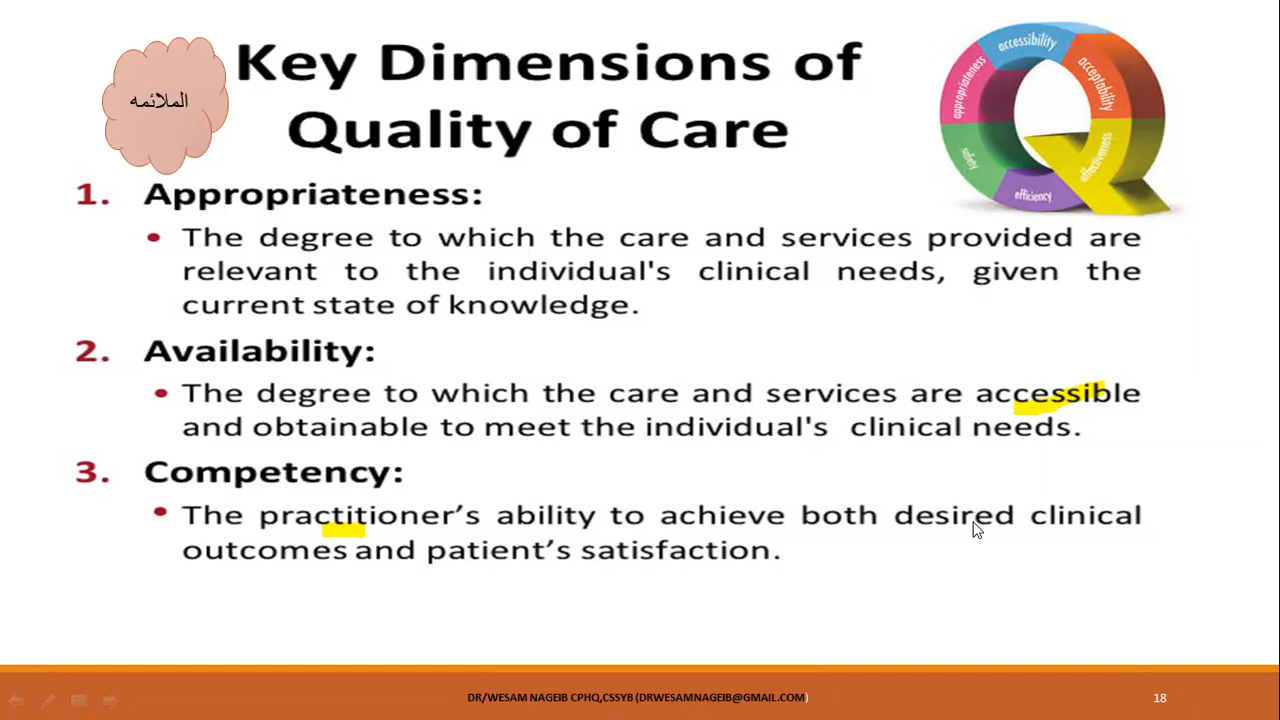 الملائمه
Key Dimensions of
Quality of Care
accessibility
acceptability
effectiveness
efficiency
safety
appropriateness
1. Appropriateness:
• The degree to which the care and services provided are
relevant to the individual's clinical needs, given the
current state of knowledge.
2. Availability:
• The degree to which the care and services are accessible
and obtainable to meet the individual's clinical needs.
3. Competency:
• The practitioner’s ability to achieve both desired clinical
outcomes and patient’s satisfaction.
DR/WESAM NAGEIB CPHQ,CSSYB (DRWESAMNAGEIB@GMAIL.COM)
18